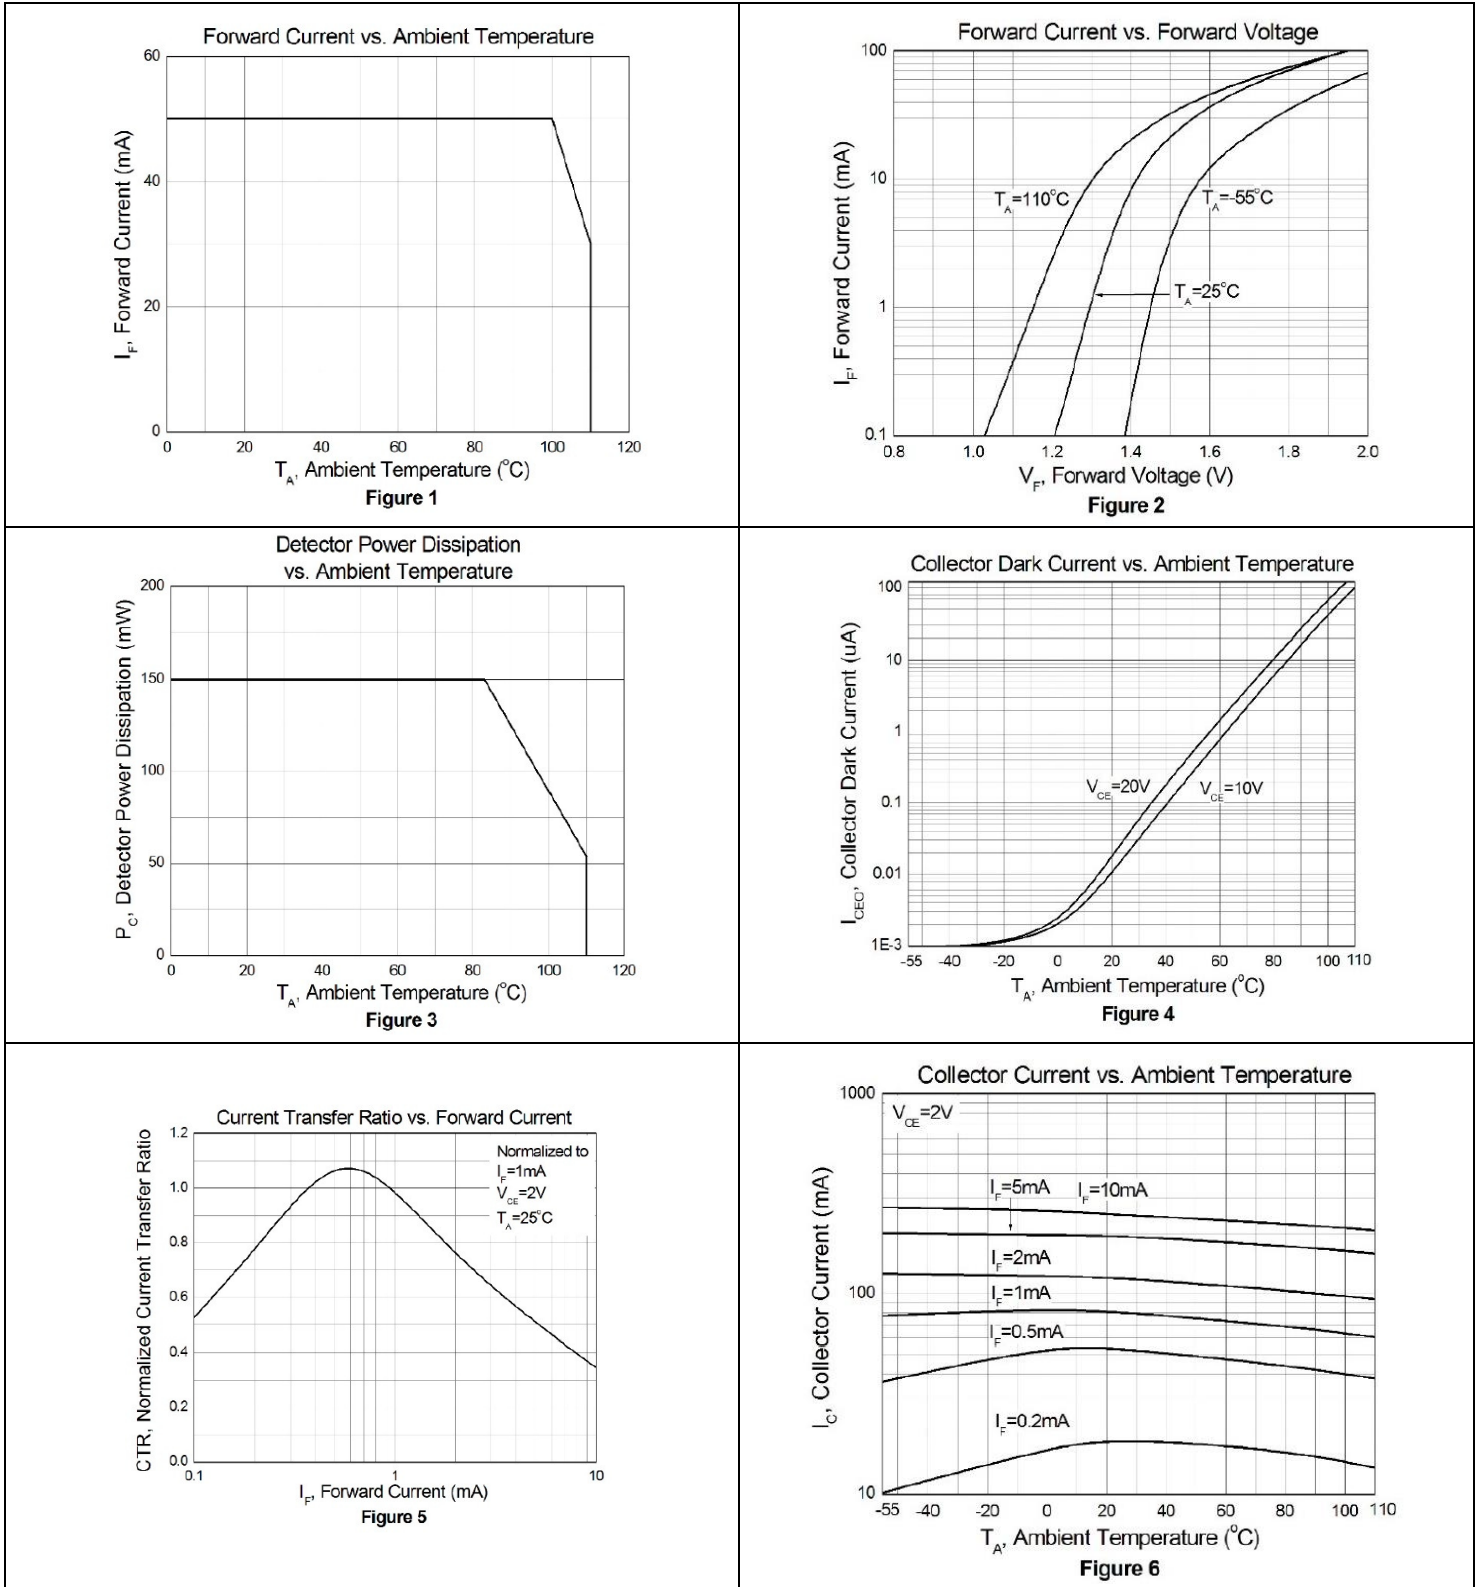 Forward Current vs. Ambient Temperature
60
40
20
0
I_F, Forward Current (mA)
0 20 40 60 80 100 120
T_A, Ambient Temperature (°C)
Figure 1
Forward Current vs. Forward Voltage
100
10
1
0.1
I_F, Forward Current (mA)
T_A=110°C
T_A=-55°C
T_A=25°C
0.8 1.0 1.2 1.4 1.6 1.8 2.0
V_F, Forward Voltage (V)
Figure 2
Detector Power Dissipation
vs. Ambient Temperature
200
150
100
50
0
P_C, Detector Power Dissipation (mW)
0 20 40 60 80 100 120
T_A, Ambient Temperature (°C)
Figure 3
Collector Dark Current vs. Ambient Temperature
100
10
1
0.1
0.01
1E-3
I_CEO, Collector Dark Current (uA)
V_CE=20V
V_CE=10V
-55 -40 -20 0 20 40 60 80 100 110
T_A, Ambient Temperature (°C)
Figure 4
Current Transfer Ratio vs. Forward Current
1.2
1.0
0.8
0.6
0.4
0.2
0.0
CTR, Normalized Current Transfer Ratio
Normalized to
I_F=1mA
V_CE=2V
T_A=25°C
0.1 1 10
I_F, Forward Current (mA)
Figure 5
Collector Current vs. Ambient Temperature
1000
100
10
I_C, Collector Current (mA)
V_CE=2V
I_F=5mA I_F=10mA
I_F=2mA
I_F=1mA
I_F=0.5mA
I_F=0.2mA
-55 -40 -20 0 20 40 60 80 100 110
T_A, Ambient Temperature (°C)
Figure 6